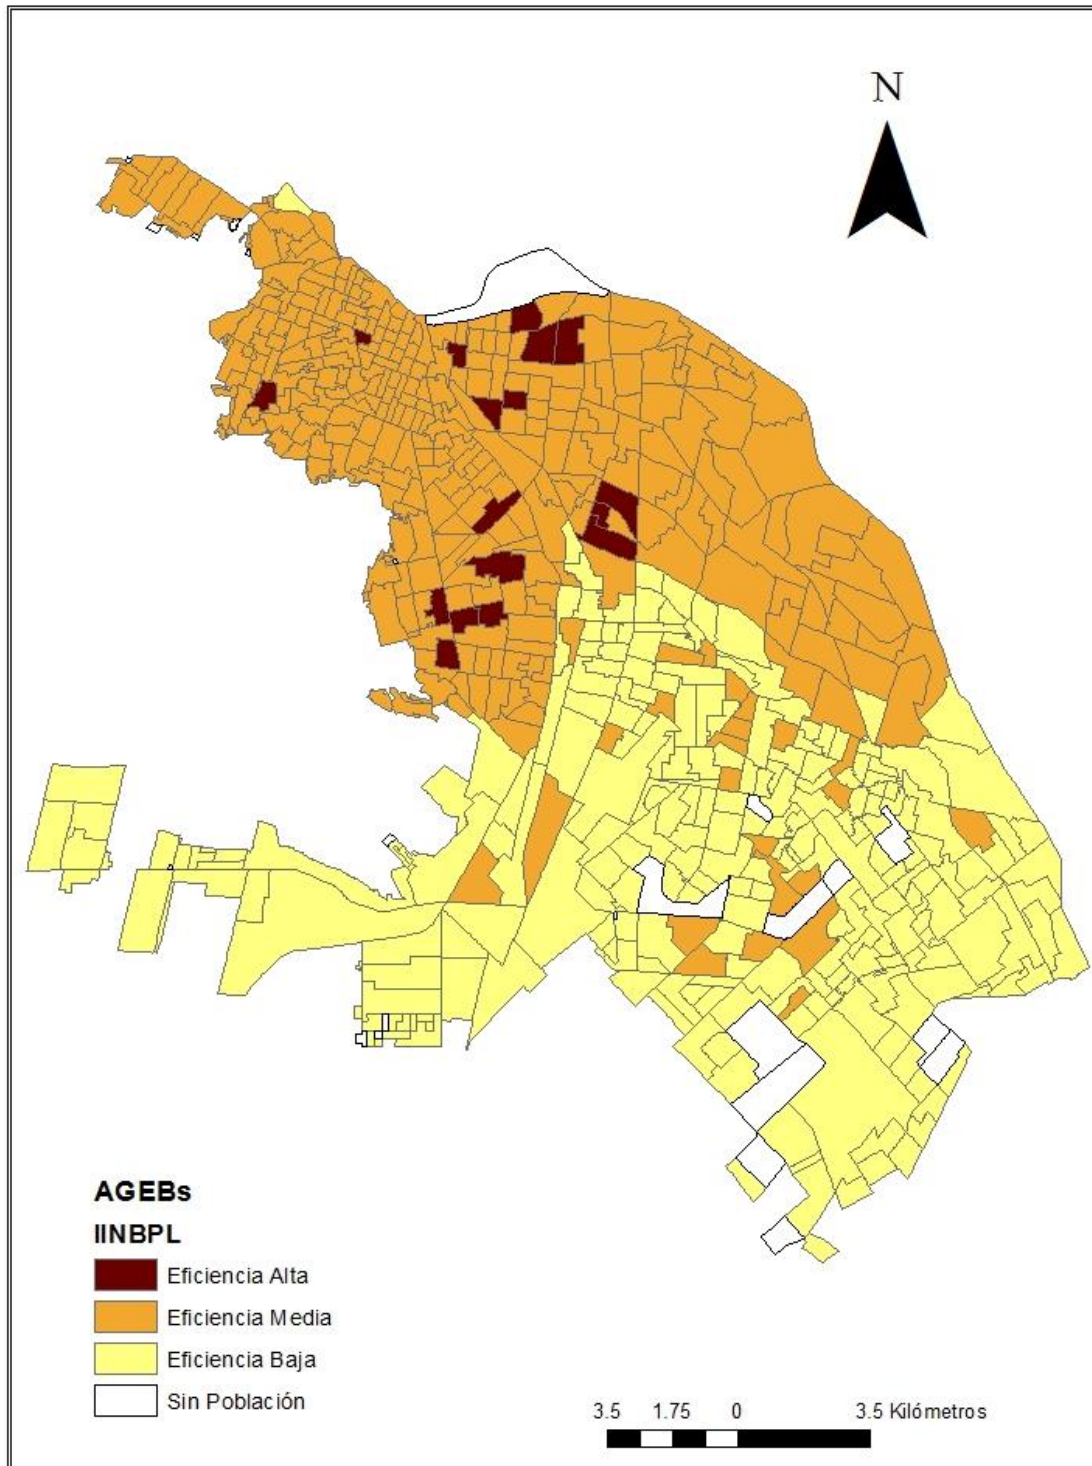 N
AGEBs
IINBPL
Eficiencia Alta
Eficiencia Media
Eficiencia Baja
Sin Población
3.5 1.75 0 3.5 Kilómetros